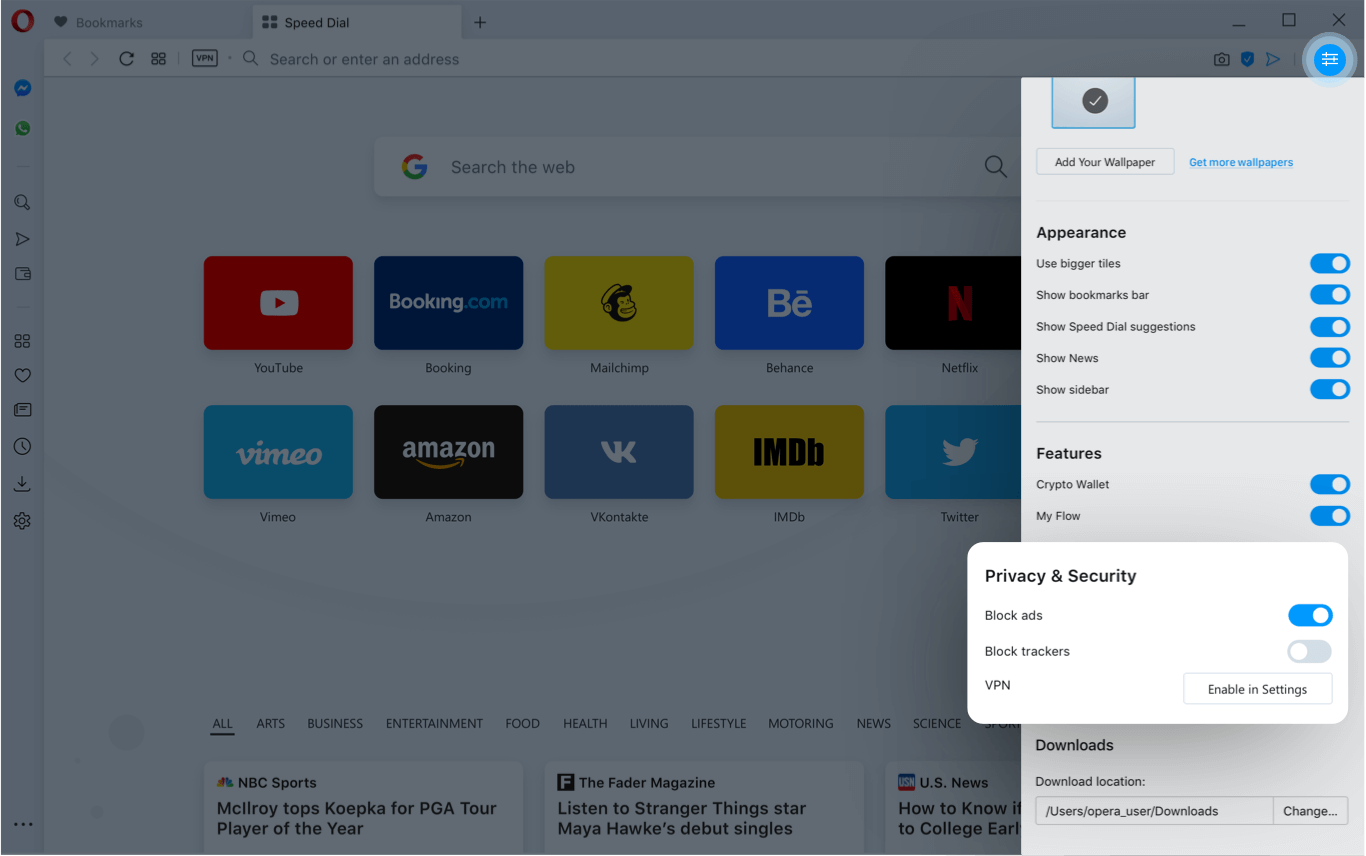 Bookmarks
Speed Dial
VPN
Search or enter an address
Search the web
YouTube
Booking.com
Booking
Mailchimp
Bē
Behance
N
Netflix
vimeo
Vimeo
amazon
Amazon
VKontakte
IMDb
IMDb
Twitter
ALL ARTS BUSINESS ENTERTAINMENT FOOD HEALTH LIVING LIFESTYLE MOTORING NEWS SCIENCE
NBC Sports
McIlroy tops Koepka for PGA Tour
Player of the Year
F The Fader Magazine
Listen to Stranger Things star
Maya Hawke’s debut singles
USN U.S. News
How to Know if
to College Earl
Add Your Wallpaper
Get more wallpapers
Appearance
Use bigger tiles
Show bookmarks bar
Show Speed Dial suggestions
Show News
Show sidebar
Features
Crypto Wallet
My Flow
Privacy & Security
Block ads
Block trackers
VPN
Enable in Settings
Downloads
Download location:
/Users/opera_user/Downloads
Change...